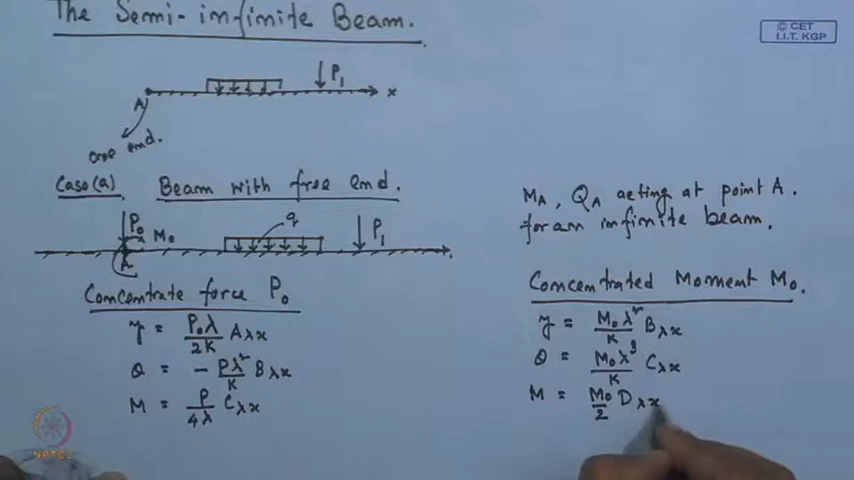 The Semi-infinite Beam.
© CET
I.I.T. KGP
P1
A
x
one end.
Case(a) Beam with free end.
MA, QA acting at point A.
for an infinite beam.
P0 M0 q P1
A
Concentrate force P0
y = P0λ/2K Aλx
θ = - Pλ²/K Bλx
M = P/4λ Cλx
Concentrated Moment M0.
y = M0λ²/K Bλx
θ = M0λ³/K Cλx
M = M0/2 Dλx
NPTEL